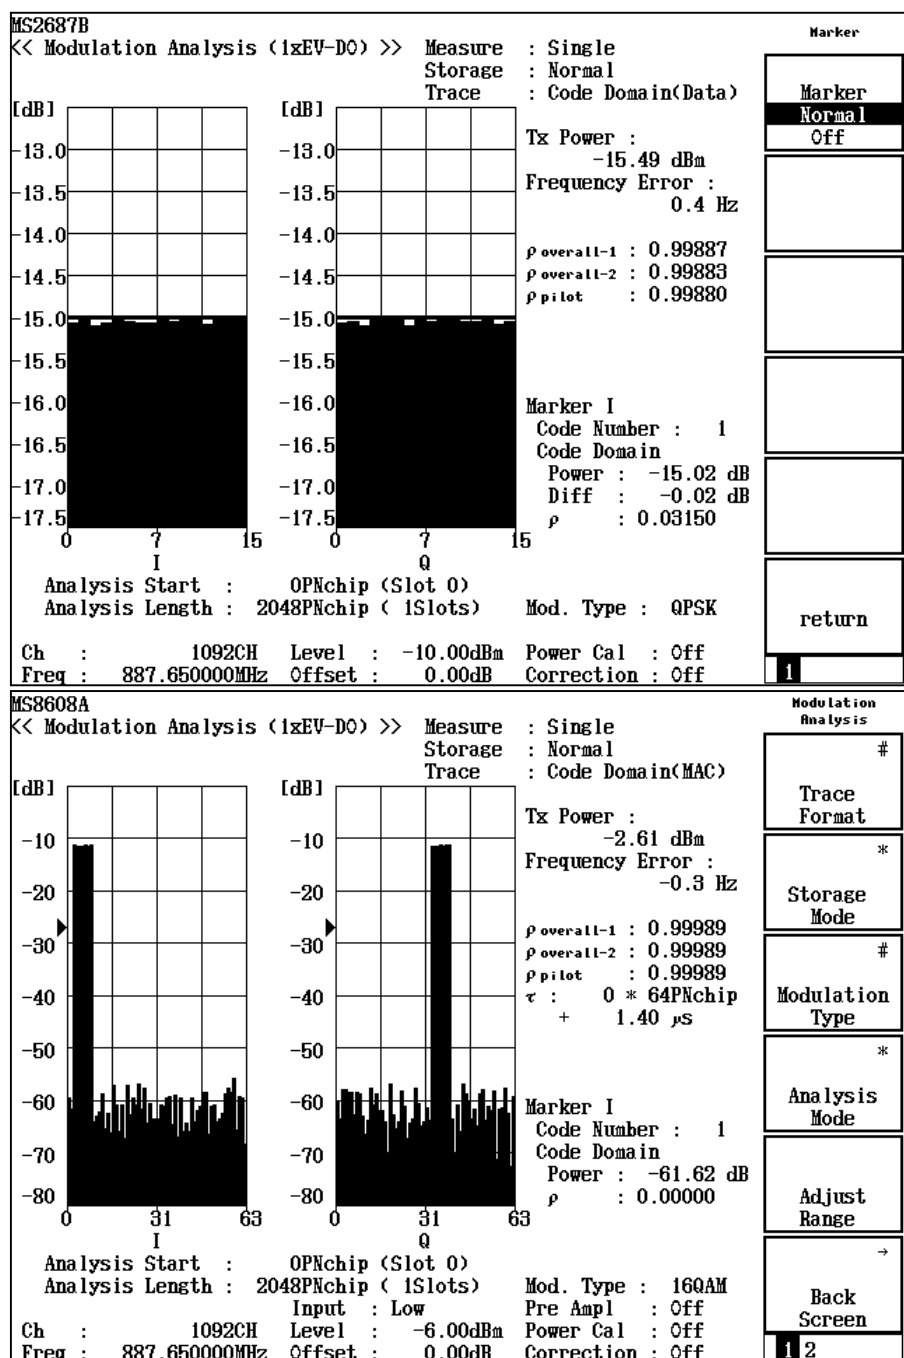 MS2687B
<< Modulation Analysis (1xEV-DO) >> Measure : Single
Storage : Normal
Trace : Code Domain(Data)
[dB] [dB]
-13.0 -13.0
-13.5 -13.5
-14.0 -14.0
-14.5 -14.5
-15.0 -15.0
-15.5 -15.5
-16.0 -16.0
-16.5 -16.5
-17.0 -17.0
-17.5 -17.5
0 7 15 0 7 15
I Q
Tx Power :
-15.49 dBm
Frequency Error :
0.4 Hz
ρ overall-1 : 0.99887
ρ overall-2 : 0.99883
ρ pilot : 0.99880
Marker I
Code Number : 1
Code Domain
Power : -15.02 dB
Diff : -0.02 dB
ρ : 0.03150
Analysis Start : 0PNchip (Slot 0)
Analysis Length : 2048PNchip ( 1Slots) Mod. Type : QPSK
Ch : 1092CH Level : -10.00dBm Power Cal : Off
Freq : 887.650000MHz Offset : 0.00dB Correction : Off
Marker
Marker
Normal
Off
return
1
MS8608A
<< Modulation Analysis (1xEV-DO) >> Measure : Single
Storage : Normal
Trace : Code Domain(MAC)
[dB] [dB]
-10 -10
-20 -20
-30 -30
-40 -40
-50 -50
-60 -60
-70 -70
-80 -80
0 31 63 0 31 63
I Q
Tx Power :
-2.61 dBm
Frequency Error :
-0.3 Hz
ρ overall-1 : 0.99989
ρ overall-2 : 0.99989
ρ pilot : 0.99989
τ : 0 * 64PNchip
+ 1.40 μs
Marker I
Code Number : 1
Code Domain
Power : -61.62 dB
ρ : 0.00000
Analysis Start : 0PNchip (Slot 0)
Analysis Length : 2048PNchip ( 1Slots) Mod. Type : 16QAM
Input : Low Pre Ampl : Off
Ch : 1092CH Level : -6.00dBm Power Cal : Off
Freq : 887.650000MHz Offset : 0.00dB Correction : Off
Modulation
Analysis
#
Trace
Format
*
Storage
Mode
#
Modulation
Type
*
Analysis
Mode
Adjust
Range
→
Back
Screen
1 2